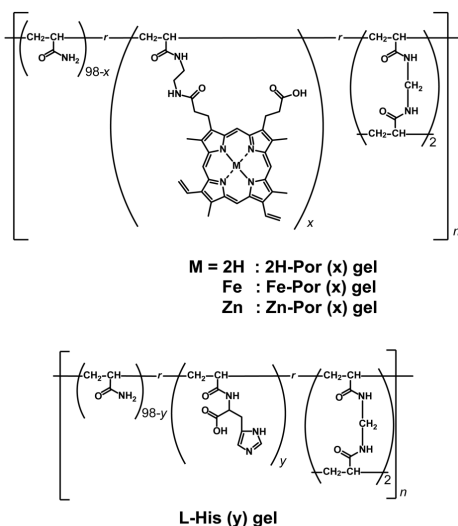 CH₂-CH r CH₂-CH r CH₂-CH
O NH₂ 98-x O NH O NH
CH₂
NH O OH NH
O
CH₂-CH 2
N N
M
N N
x
n
M = 2H : 2H-Por (x) gel
Fe : Fe-Por (x) gel
Zn : Zn-Por (x) gel
CH₂-CH r CH₂-CH r CH₂-CH
O NH₂ 98-y O NH O NH
O CH₂
OH NH NH
N O
y CH₂-CH 2
n
L-His (y) gel